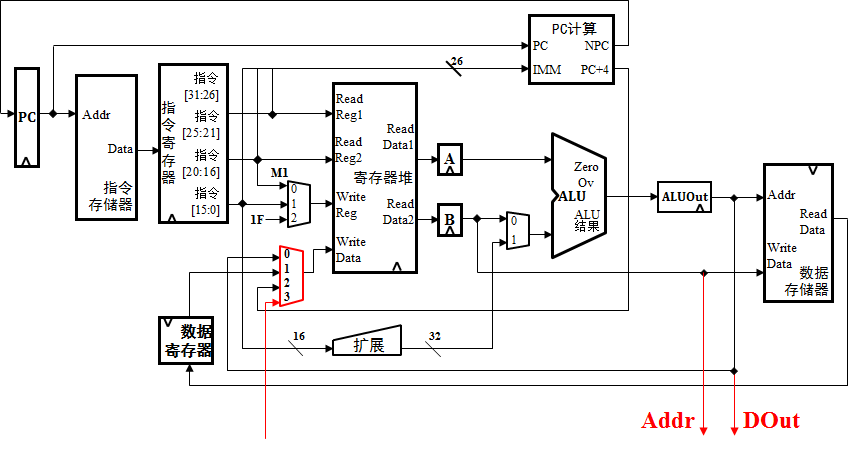 PC计算
PC
NPC
IMM
PC+4
26
PC
Addr
Data
指令
存储器
指令寄存器
指令
[31:26]
指令
[25:21]
指令
[20:16]
指令
[15:0]
M1
0
1
2
1F
Read
Reg1
Read
Reg2
Write
Reg
Write
Data
Read
Data1
寄存器堆
Read
Data2
A
B
0
1
Zero
Ov
ALU
ALU
结果
ALUOut
Addr
Read
Data
Write
Data
数据
存储器
0
1
2
3
数据
寄存器
16
扩展
32
Addr
DOut